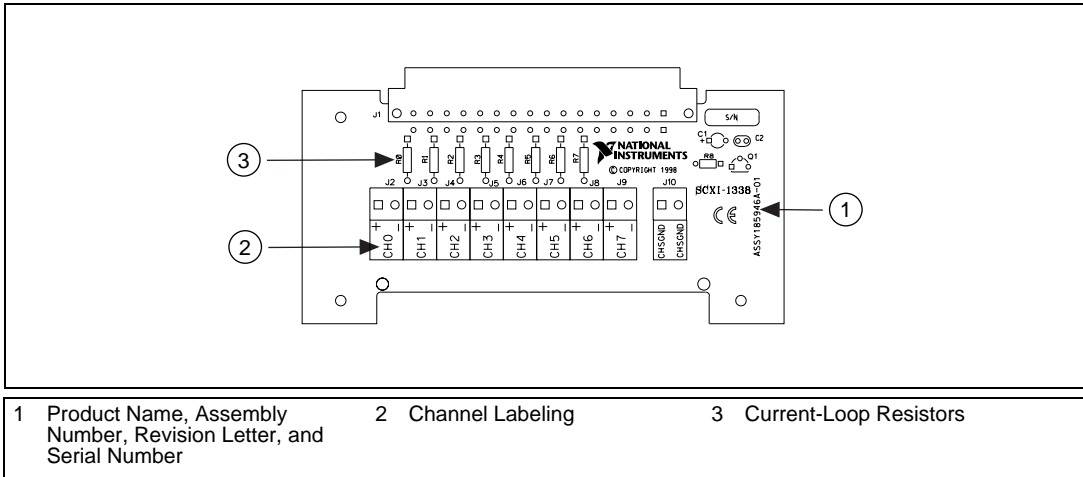 J1
S/N
C1
+
C2
R0
R1
R2
R3
R4
R5
R6
R7
NATIONAL
INSTRUMENTS
© COPYRIGHT 1998
R8
Q1
3
J2 J3 J4 J5 J6 J7 J8 J9 J10
SCXI-1338
CE
ASSY185946A-01
1
2
+ -
CH0
+ -
CH1
+ -
CH2
+ -
CH3
+ -
CH4
+ -
CH5
+ -
CH6
+ -
CH7
CHSGND
CHSGND
1 Product Name, Assembly
Number, Revision Letter, and
Serial Number
2 Channel Labeling
3 Current-Loop Resistors